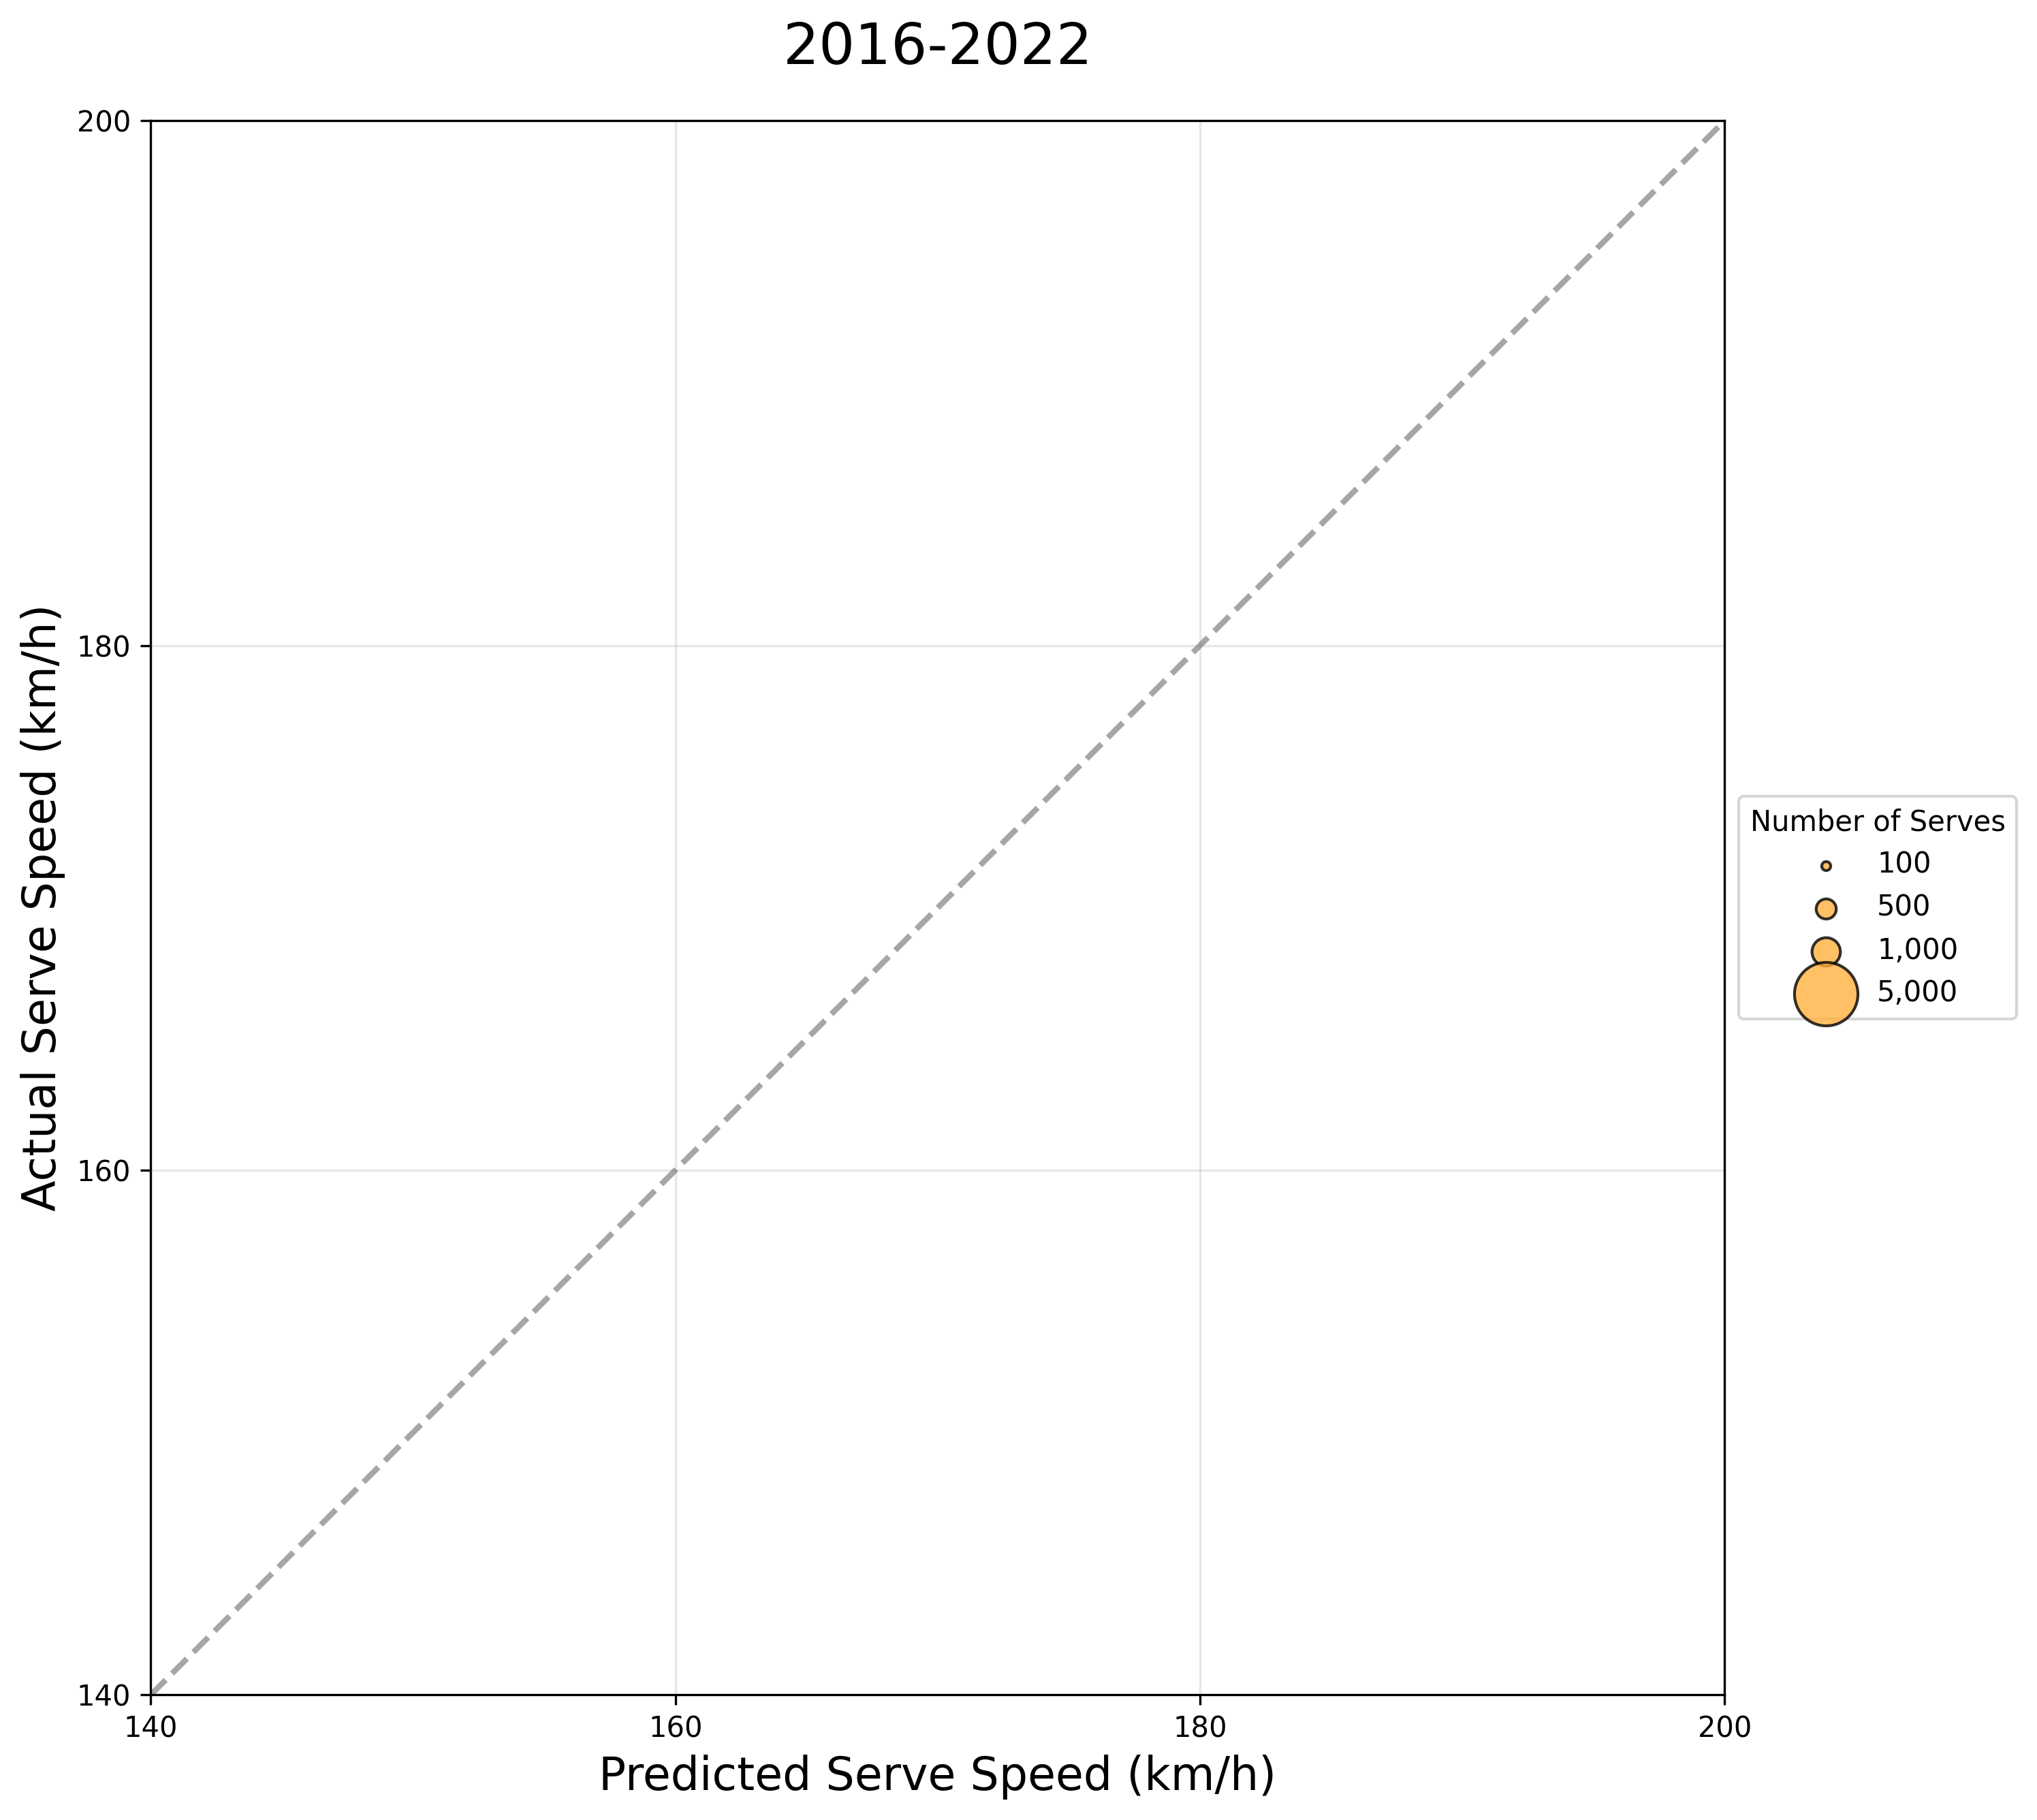 2016-2022
200
180
160
140
Actual Serve Speed (km/h)
140 160 180 200
Predicted Serve Speed (km/h)
Number of Serves
100
500
1,000
5,000